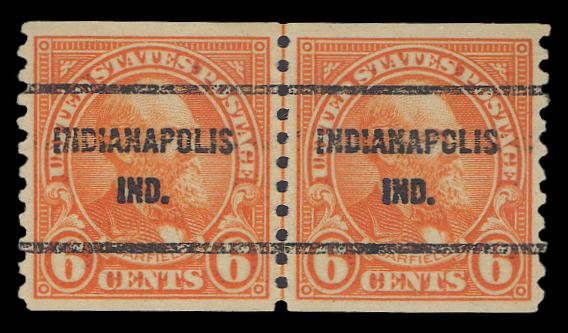 UNITED STATES POSTAGE
INDIANAPOLIS
IND.
GARFIELD
6 CENTS 6
UNITED STATES POSTAGE
INDIANAPOLIS
IND.
GARFIELD
6 CENTS 6